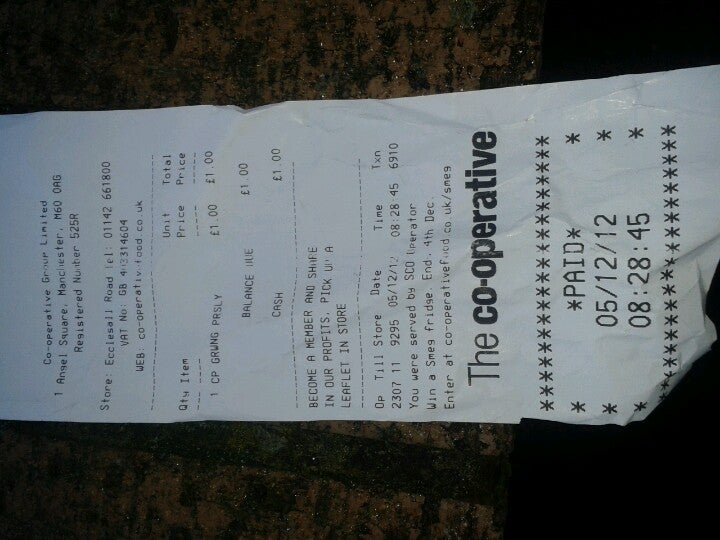 Co-operative Group Limited
1 Angel Square, Manchester, M60 0AG
Registered Number 525R
Store: Ecclesall Road Tel: 01142 661800
VAT No: GB 403314604
WEB: co-operative.food.co.uk
Unit Total
Qty Item Price Price
1 CP GRWNG PRSLY £1.00 £1.00
BALANCE DUE £1.00
CASH £1.00
BECOME A MEMBER AND SHARE
IN OUR PROFITS. PICK UP A
LEAFLET IN STORE
Op Till Store Date Time Txn
2307 11 3295 05/12/12 08:28:45 6910
You were served by SCO Operator
Win a Smeg fridge. End. 4th Dec.
Enter at co-operativefood.co.uk/smeg
The co-operative
*************************
* *PAID* *
* 05/12/12 *
* 08:28:45 *
*************************